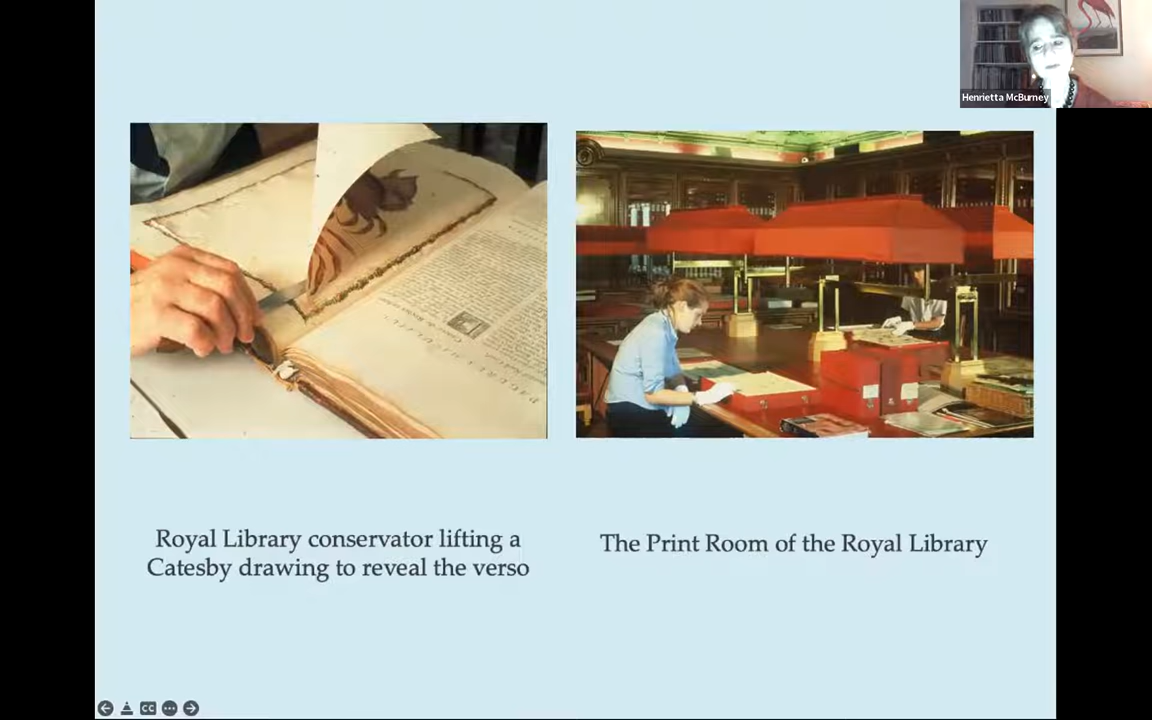 Henrietta McBurney
Royal Library conservator lifting a
Catesby drawing to reveal the verso
The Print Room of the Royal Library
CC